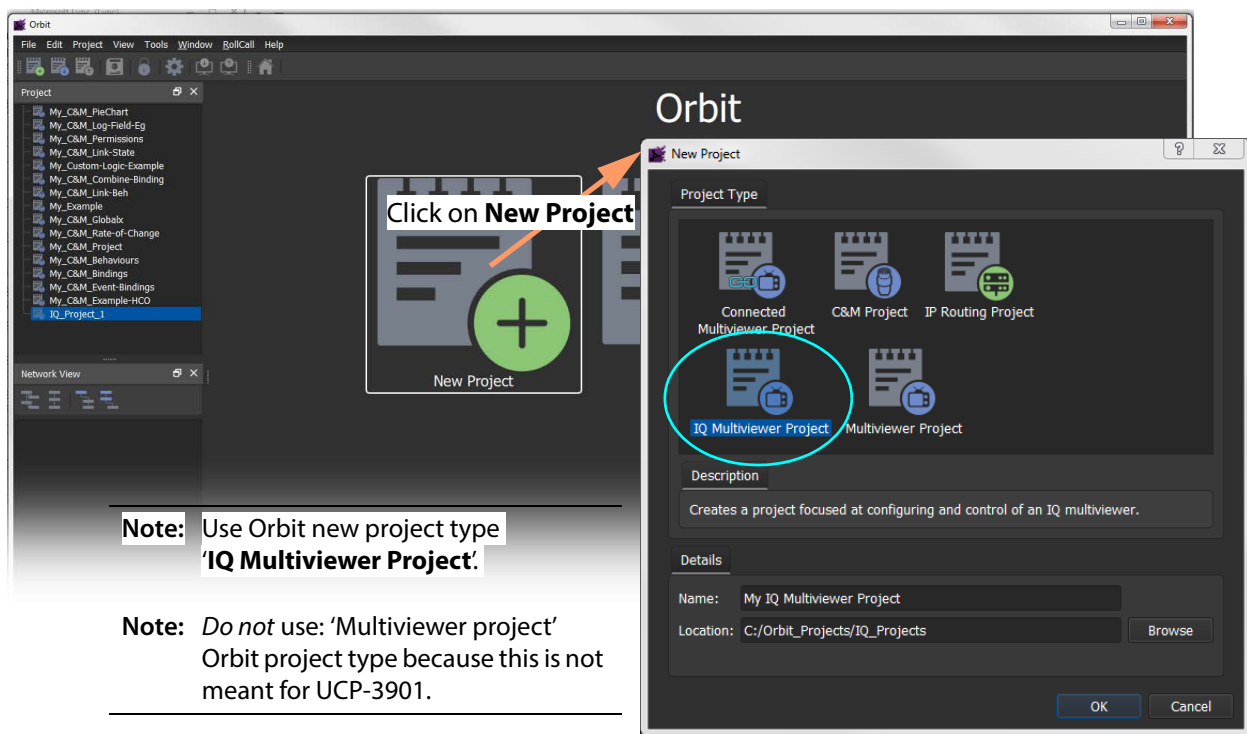 Orbit
File Edit Project View Tools Window RollCall Help
Project
My_C&M_PieChart
My_C&M_Log-Field-Eg
My_C&M_Permissions
My_C&M_Link-State
My_Custom-Logic-Example
My_C&M_Combine-Binding
My_C&M_Link-Beh
My_Example
My_C&M_Globalx
My_C&M_Rate-of-Change
My_C&M_Project
My_C&M_Behaviours
My_C&M_Bindings
My_C&M_Event-Bindings
My_C&M_Example-HCO
IQ_Project_1
Network View
Orbit
Click on New Project
New Project
New Project
Project Type
Connected
Multiviewer Project
C&M Project
IP Routing Project
IQ Multiviewer Project
Multiviewer Project
Description
Creates a project focused at configuring and control of an IQ multiviewer.
Details
Name: My IQ Multiviewer Project
Location: C:/Orbit_Projects/IQ_Projects Browse
OK Cancel
Note: Use Orbit new project type
‘IQ Multiviewer Project’.
Note: Do not use: ‘Multiviewer project’
Orbit project type because this is not
meant for UCP-3901.